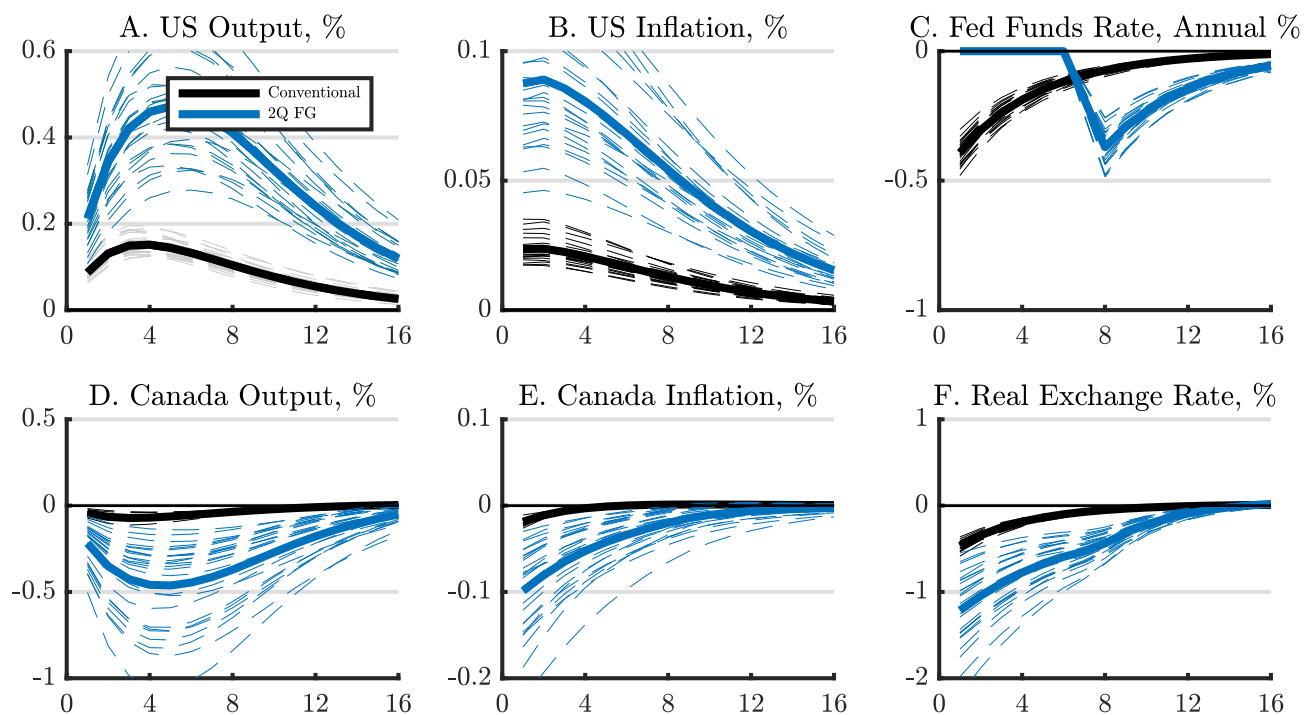 A. US Output, %
B. US Inflation, %
C. Fed Funds Rate, Annual %
0.6
0.4
0.2
0
0 4 8 12 16
Conventional
2Q FG
0.1
0.05
0
0 4 8 12 16
0
-0.5
-1
0 4 8 12 16
D. Canada Output, %
E. Canada Inflation, %
F. Real Exchange Rate, %
0.5
0
-0.5
-1
0 4 8 12 16
0.1
0
-0.1
-0.2
0 4 8 12 16
1
0
-1
-2
0 4 8 12 16